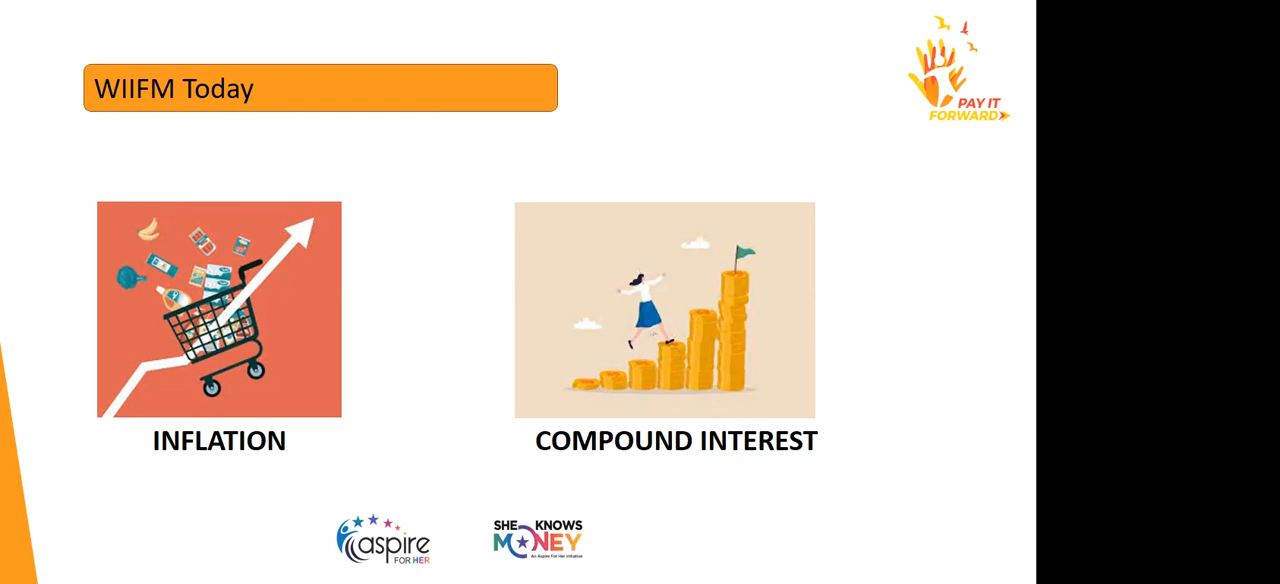 WIIFM Today
PAY IT
FORWARD
INFLATION
COMPOUND INTEREST
aspire
FOR HER
SHE KNOWS
MONEY
An Aspire For Her Initiative